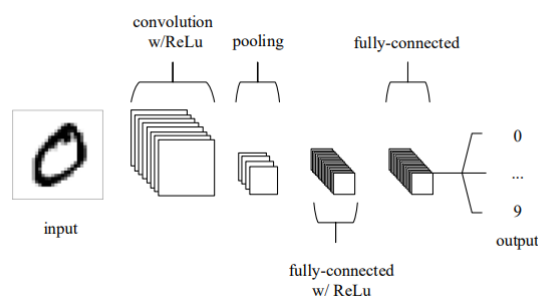 convolution
w/ReLu
pooling
fully-connected
0
...
9
input
output
fully-connected
w/ ReLu